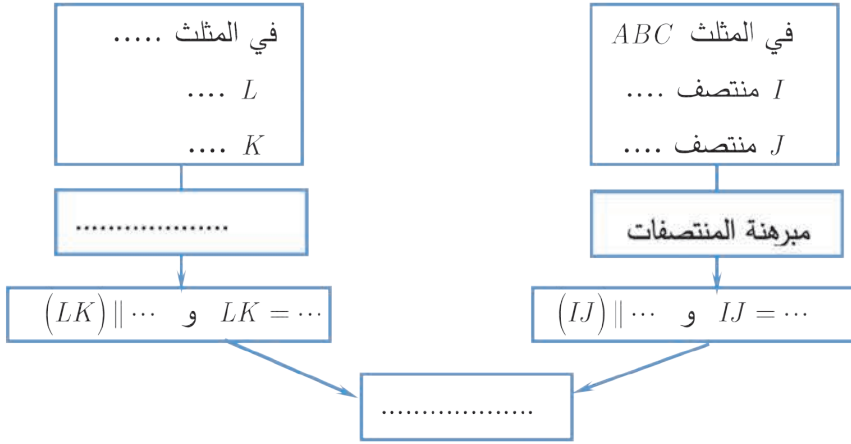 في المثلث ABC
I منتصف ....
J منتصف ....
مبرهنة المنتصفات
(IJ) ∥ ⋯ و IJ = ⋯
في المثلث .....
L ....
K ....
...................
(LK) ∥ ⋯ و LK = ⋯
...................